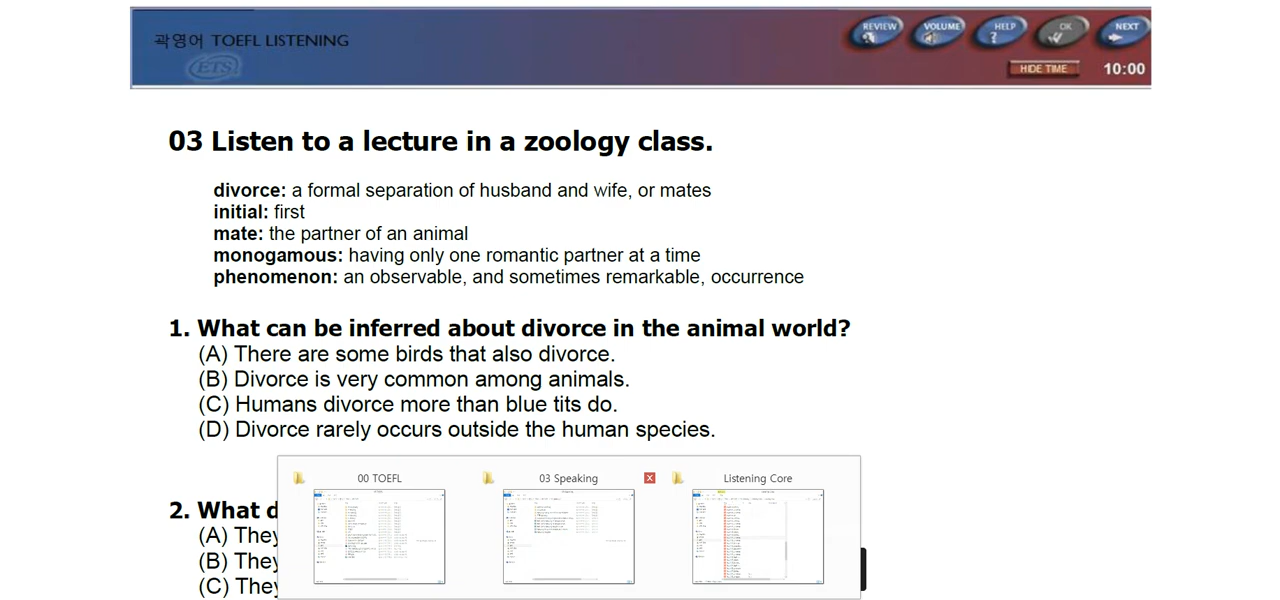 곽영어 TOEFL LISTENING
ETS
REVIEW
VOLUME
HELP
?
OK
NEXT
HIDE TIME
10:00
03 Listen to a lecture in a zoology class.
divorce: a formal separation of husband and wife, or mates
initial: first
mate: the partner of an animal
monogamous: having only one romantic partner at a time
phenomenon: an observable, and sometimes remarkable, occurrence
1. What can be inferred about divorce in the animal world?
(A) There are some birds that also divorce.
(B) Divorce is very common among animals.
(C) Humans divorce more than blue tits do.
(D) Divorce rarely occurs outside the human species.
2. What d
(A) They
(B) They
(C) They
00 TOEFL
03 Speaking
Listening Core